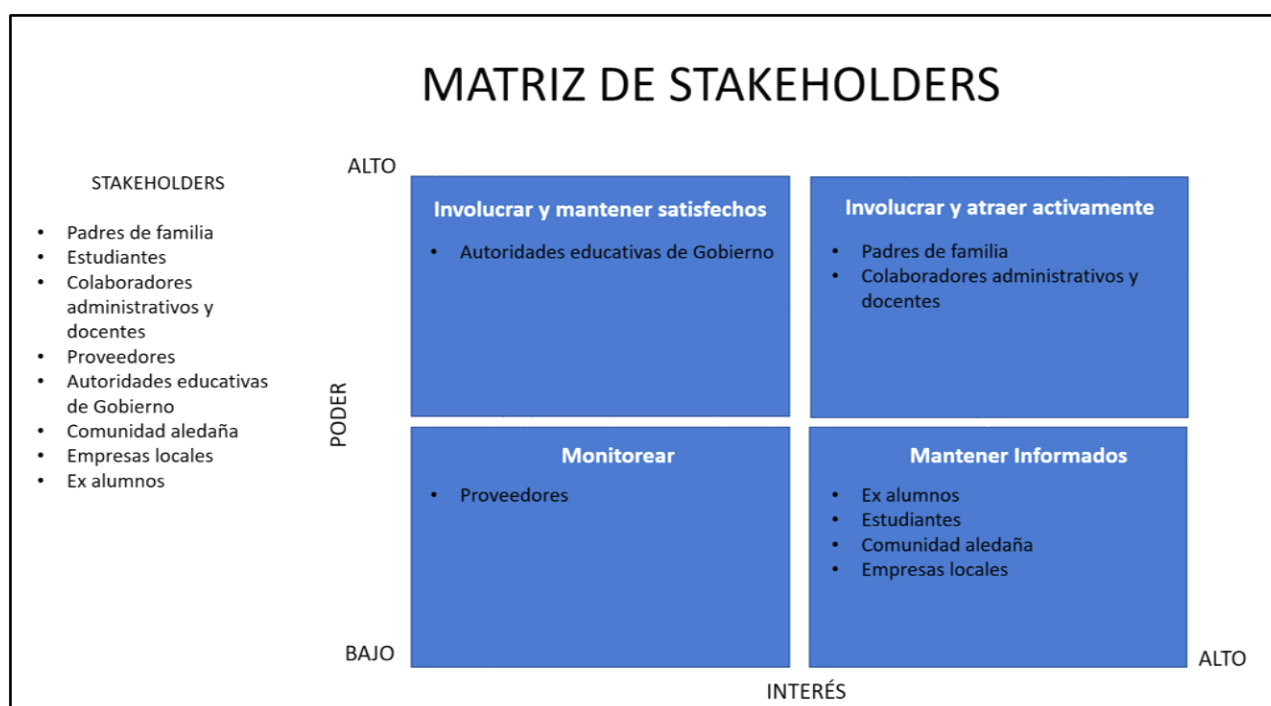 MATRIZ DE STAKEHOLDERS
STAKEHOLDERS
• Padres de familia
• Estudiantes
• Colaboradores
administrativos y
docentes
• Proveedores
• Autoridades educativas
de Gobierno
• Comunidad aledaña
• Empresas locales
• Ex alumnos
ALTO
PODER
BAJO
Involucrar y mantener satisfechos
• Autoridades educativas de Gobierno
Involucrar y atraer activamente
• Padres de familia
• Colaboradores administrativos y
docentes
Monitorear
• Proveedores
Mantener Informados
• Ex alumnos
• Estudiantes
• Comunidad aledaña
• Empresas locales
ALTO
INTERÉS